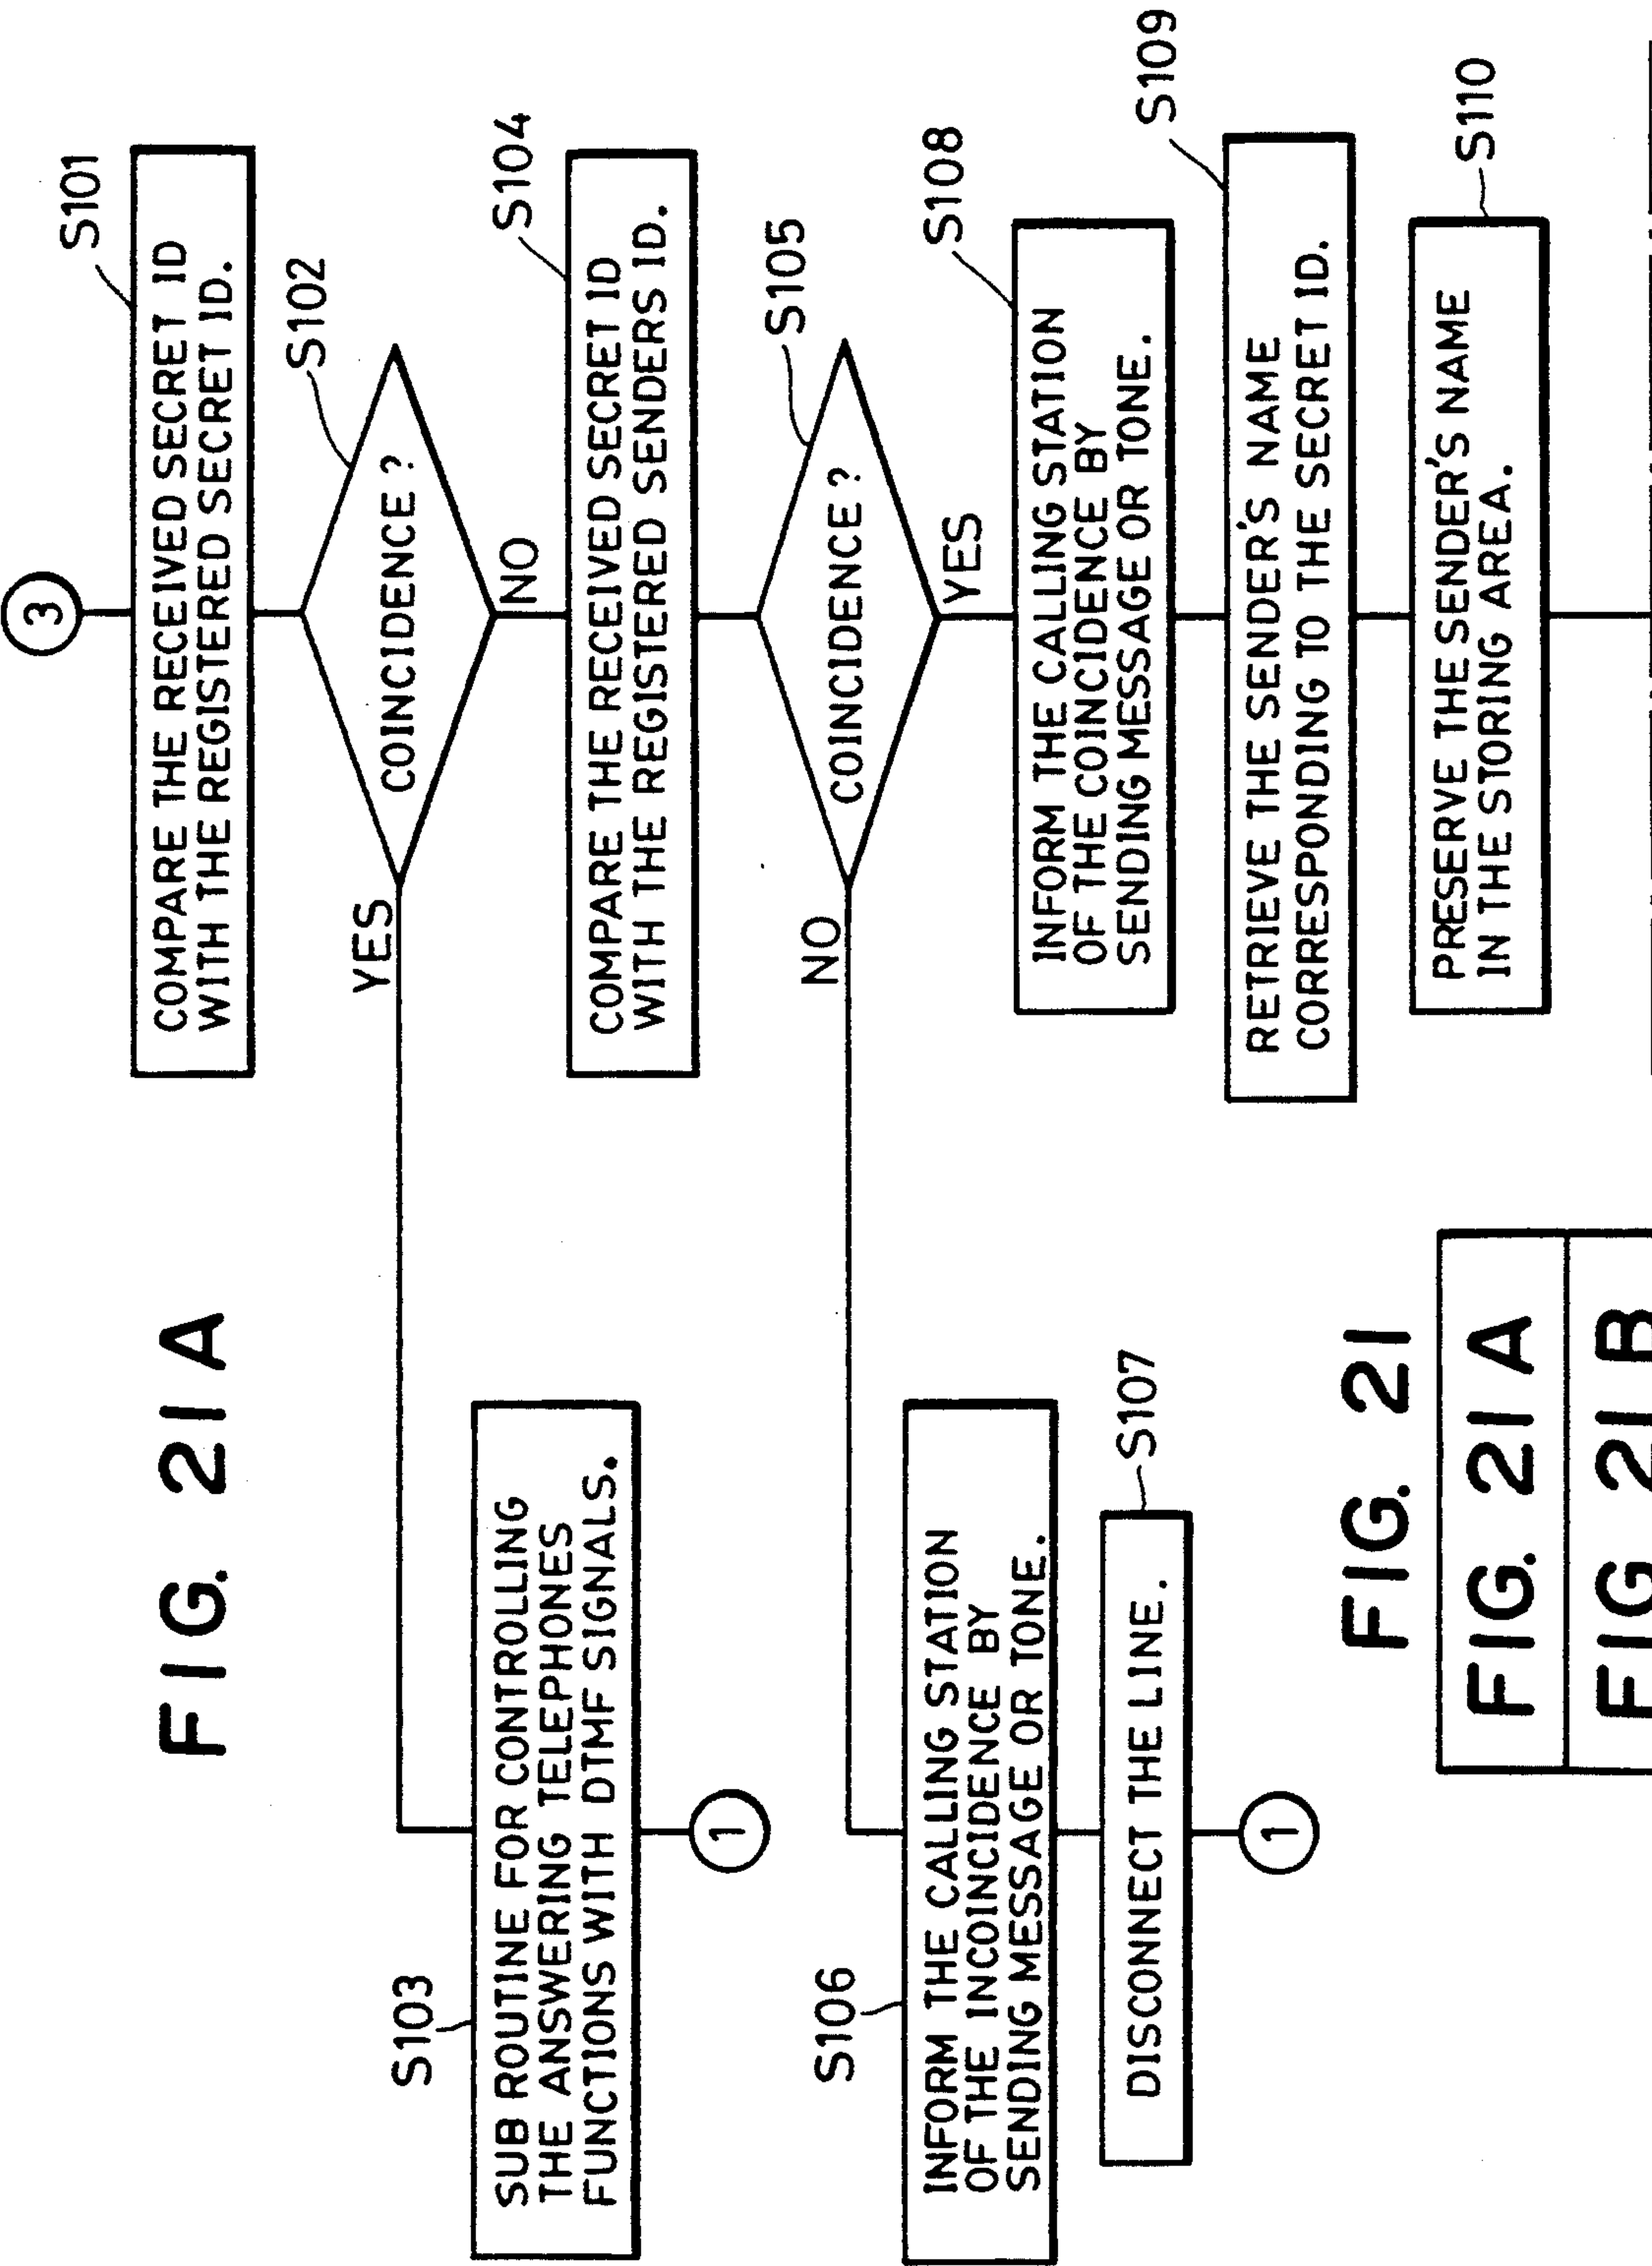 FIG. 21A
3
S101
COMPARE THE RECEIVED SECRET ID
WITH THE REGISTERED SECRET ID.
S102
COINCIDENCE ?
YES
NO
S103
SUB ROUTINE FOR CONTROLLING
THE ANSWERING TELEPHONES
FUNCTIONS WITH DTMF SIGNALS.
1
S104
COMPARE THE RECEIVED SECRET ID
WITH THE REGISTERED SENDERS ID.
S105
COINCIDENCE ?
NO
YES
S106
INFORM THE CALLING STATION
OF THE INCOINCIDENCE BY
SENDING MESSAGE OR TONE.
S107
DISCONNECT THE LINE.
1
S108
INFORM THE CALLING STATION
OF THE COINCIDENCE BY
SENDING MESSAGE OR TONE.
S109
RETRIEVE THE SENDER'S NAME
CORRESPONDING TO THE SECRET ID.
S110
PRESERVE THE SENDER'S NAME
IN THE STORING AREA.
FIG. 21
FIG. 21A
FIG 21B